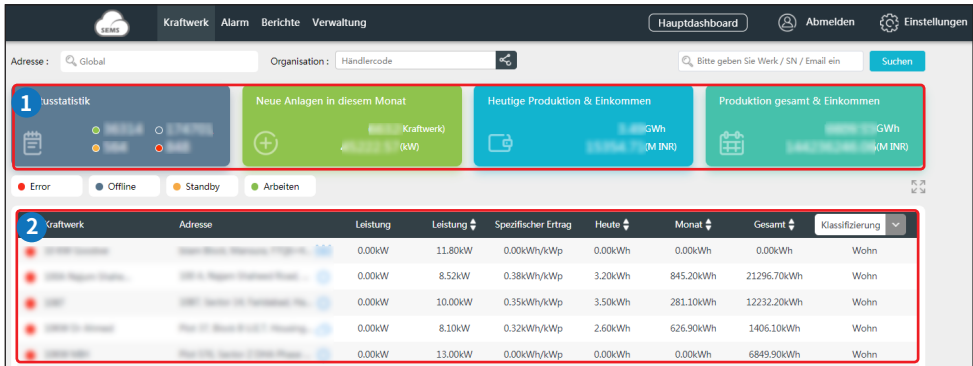 SEMS Kraftwerk Alarm Berichte Verwaltung Hauptdashboard Abmelden Einstellungen
Adresse : Global Organisation : Händlercode Bitte geben Sie Werk / SN / Email ein Suchen
1 usstatistik Neue Anlagen in diesem Monat Heutige Produktion & Einkommen Produktion gesamt & Einkommen
Kraftwerk) GWh GWh
(kW) (M INR) (M INR)
Error Offline Standby Arbeiten
2 Kraftwerk Adresse Leistung Leistung Spezifischer Ertrag Heute Monat Gesamt Klassifizierung
0.00kW 11.80kW 0.00kWh/kWp 0.00kWh 0.00kWh 0.00kWh Wohn
0.00kW 8.52kW 0.38kWh/kWp 3.20kWh 845.20kWh 21296.70kWh Wohn
0.00kW 10.00kW 0.35kWh/kWp 3.50kWh 281.10kWh 12232.20kWh Wohn
0.00kW 8.10kW 0.32kWh/kWp 2.60kWh 626.90kWh 1406.10kWh Wohn
0.00kW 13.00kW 0.00kWh/kWp 0.00kWh 0.00kWh 6849.90kWh Wohn